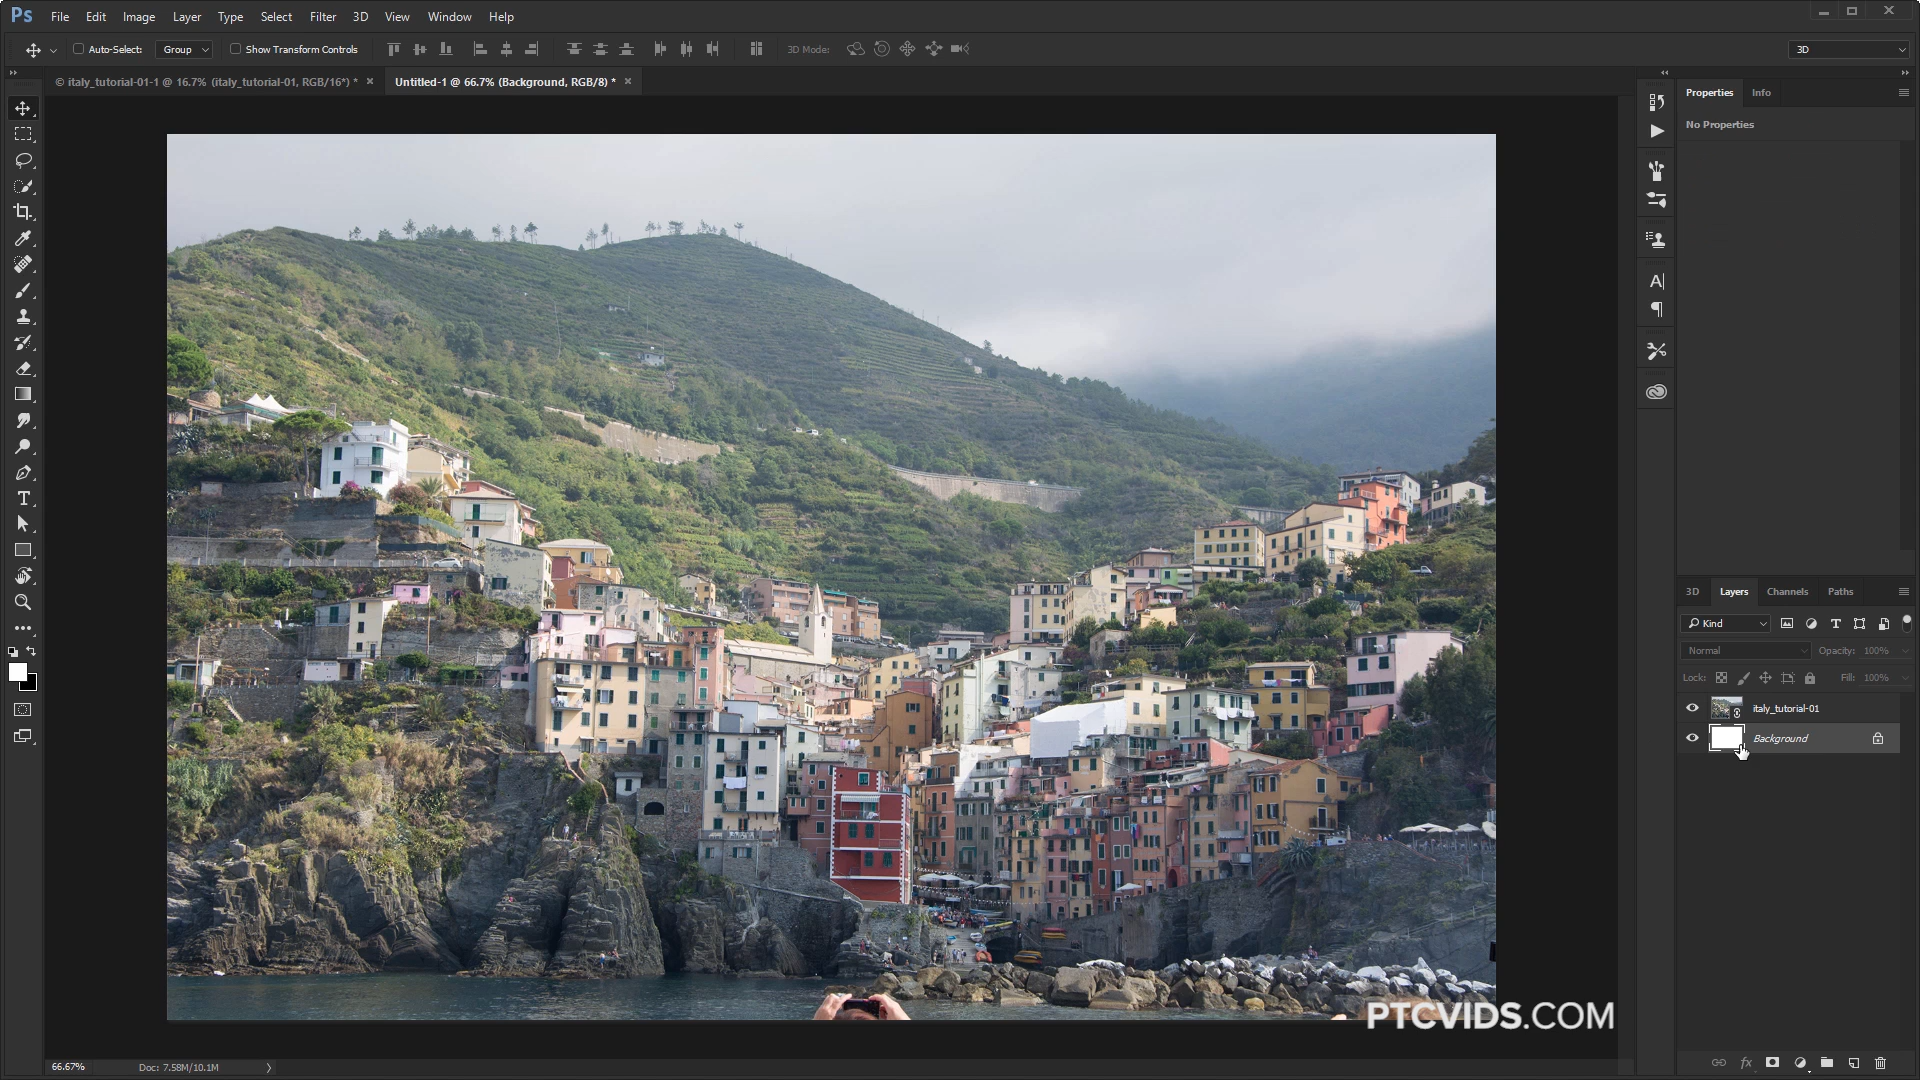 Ps File Edit Image Layer Type Select Filter 3D View Window Help
Auto-Select: Group Show Transform Controls 3D Mode: 3D
© italy_tutorial-01-1 @ 16.7% (italy_tutorial-01, RGB/16*) * Untitled-1 @ 66.7% (Background, RGB/8) *
Properties Info
No Properties
3D Layers Channels Paths
Kind
Normal Opacity: 100%
Lock: Fill: 100%
italy_tutorial-01
Background
PTCVIDS.COM
66.67% Doc: 7.58M/10.1M